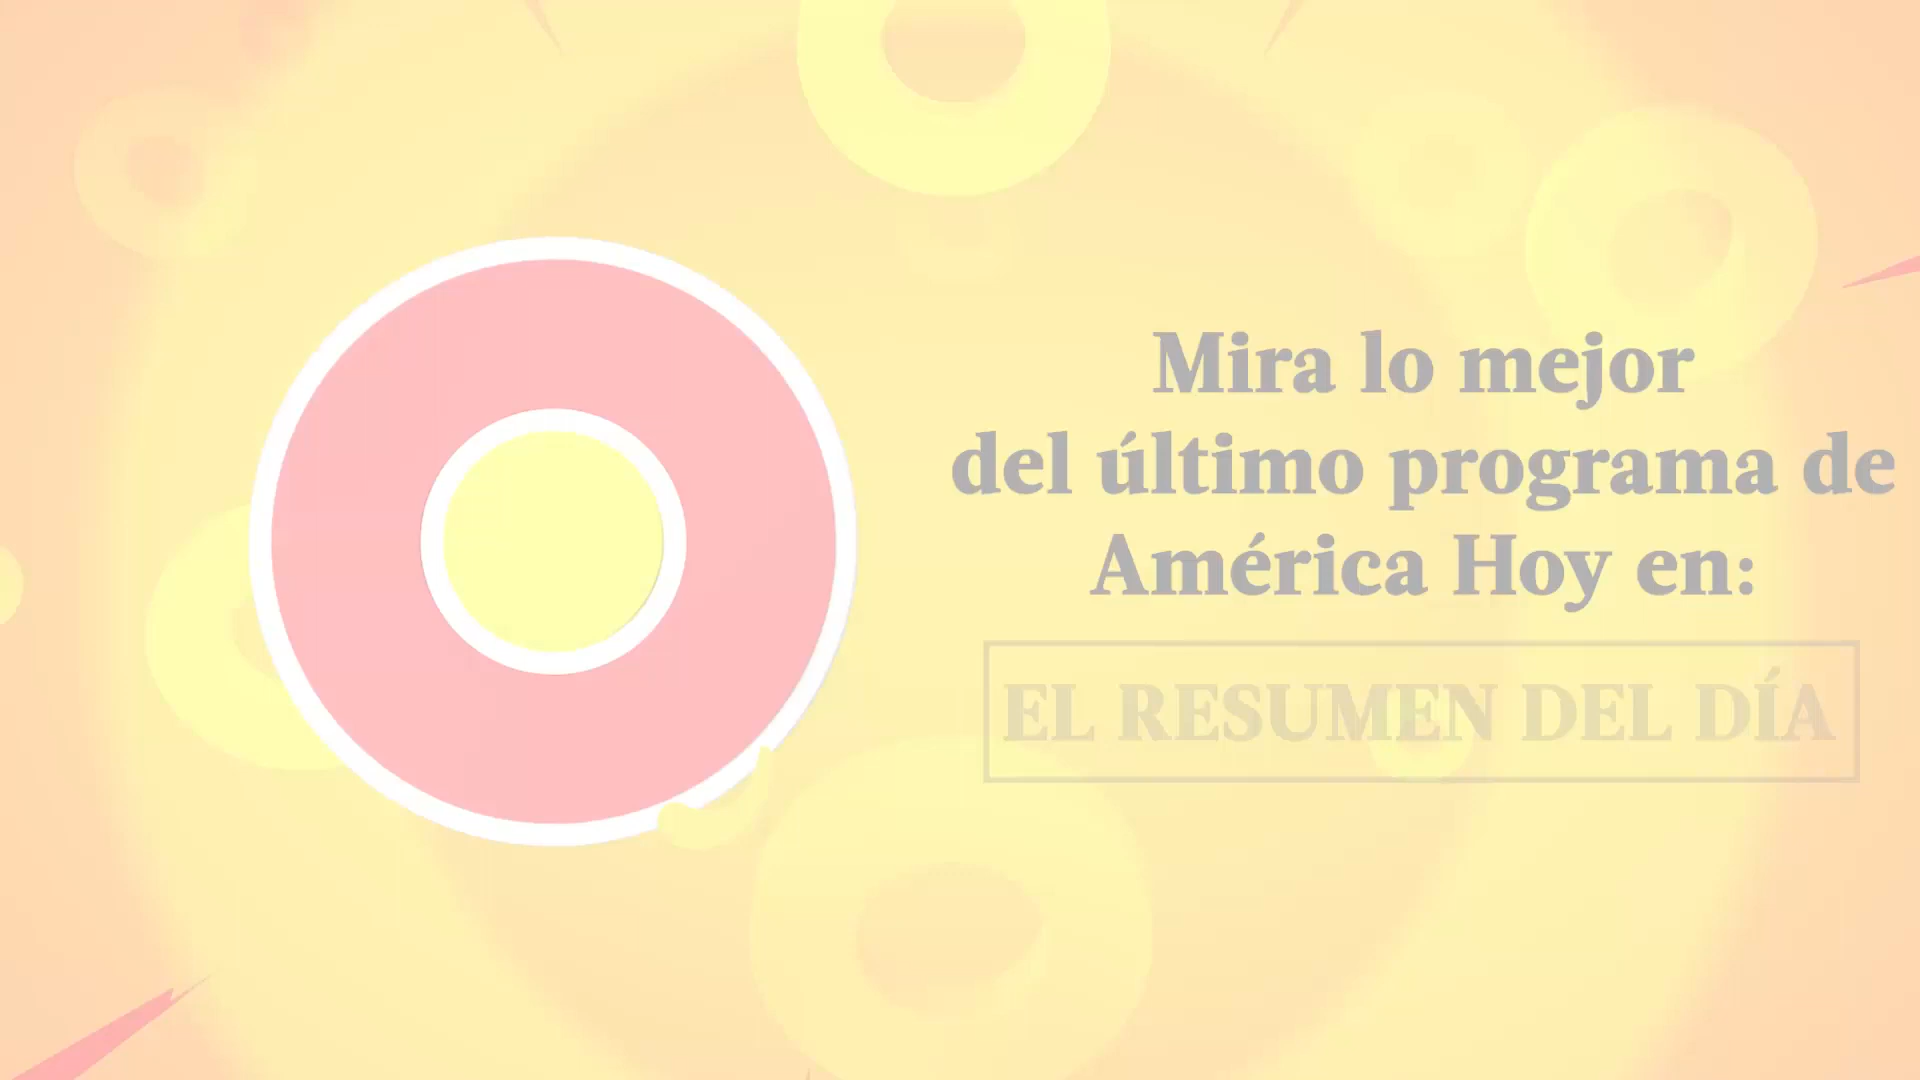 Mira lo mejor
del último programa de
América Hoy en:
EL RESUMEN DEL DÍA